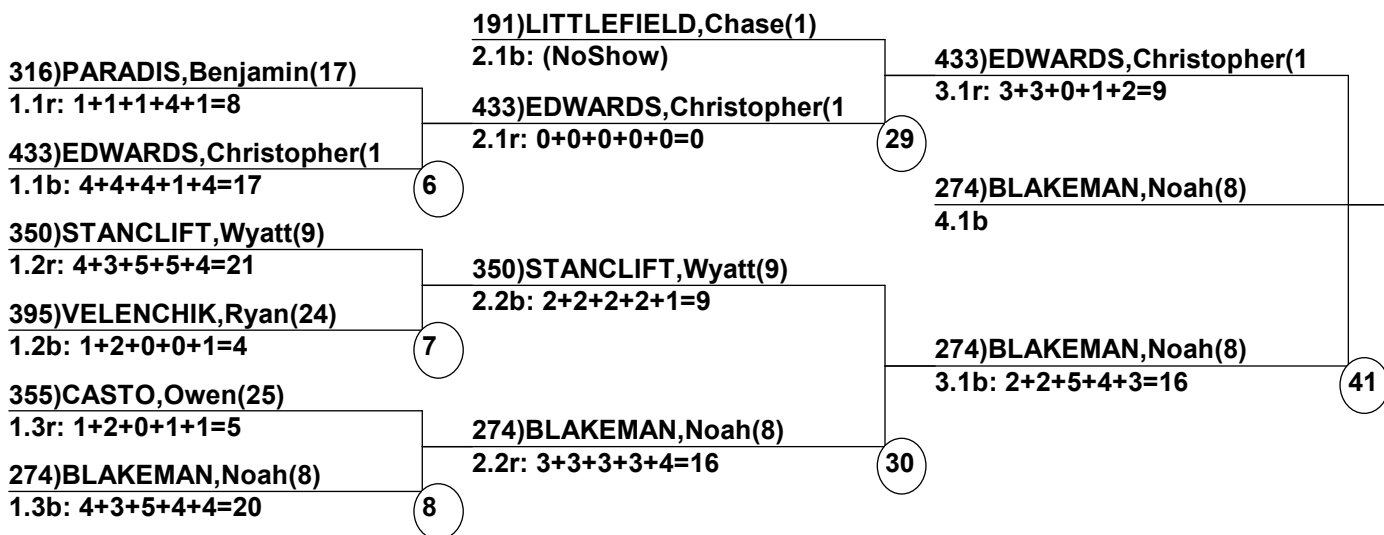 316)PARADIS,Benjamin(17)
1.1r: 1+1+1+4+1=8
433)EDWARDS,Christopher(1
1.1b: 4+4+4+1+4=17
6
350)STANCLIFT,Wyatt(9)
1.2r: 4+3+5+5+4=21
395)VELENCHIK,Ryan(24)
1.2b: 1+2+0+0+1=4
7
355)CASTO,Owen(25)
1.3r: 1+2+0+1+1=5
274)BLAKEMAN,Noah(8)
1.3b: 4+3+5+4+4=20
8
191)LITTLEFIELD,Chase(1)
2.1b: (NoShow)
433)EDWARDS,Christopher(1
2.1r: 0+0+0+0+0=0
29
350)STANCLIFT,Wyatt(9)
2.2b: 2+2+2+2+1=9
274)BLAKEMAN,Noah(8)
2.2r: 3+3+3+3+4=16
30
433)EDWARDS,Christopher(1
3.1r: 3+3+0+1+2=9
274)BLAKEMAN,Noah(8)
4.1b
274)BLAKEMAN,Noah(8)
3.1b: 2+2+5+4+3=16
41